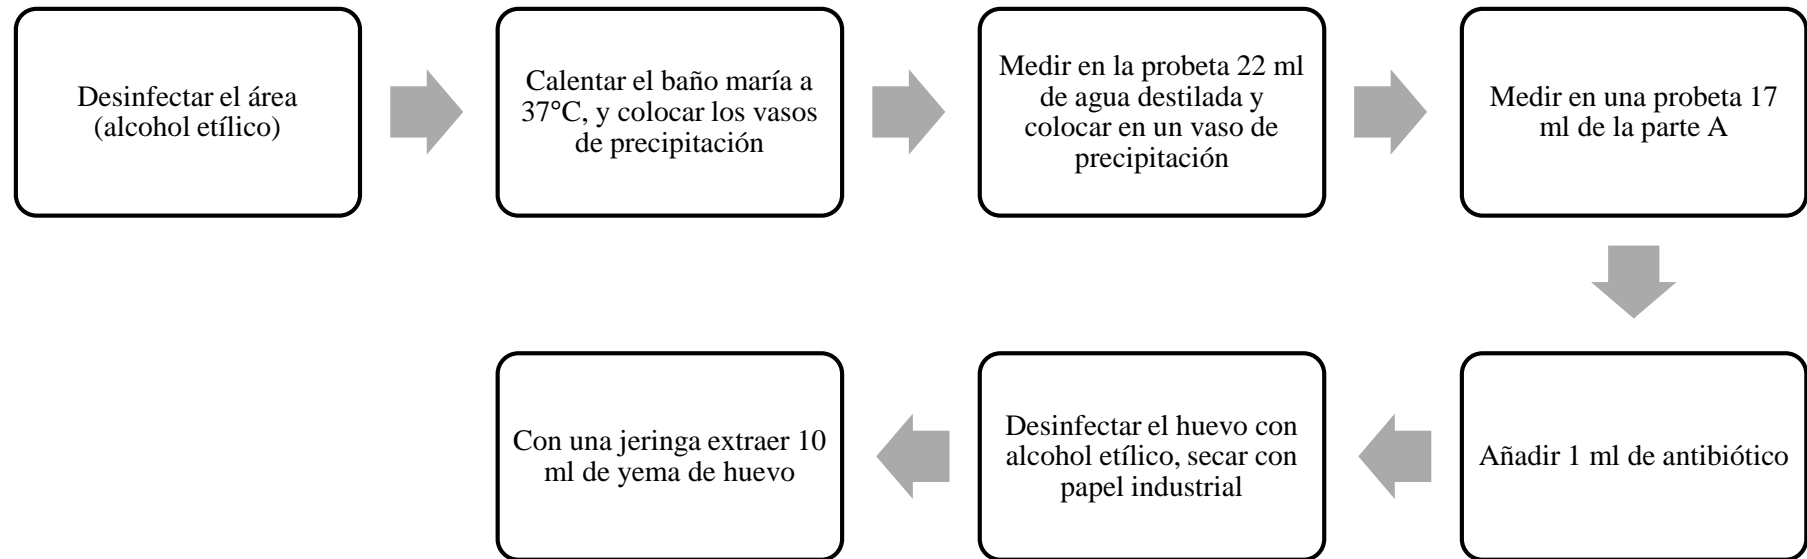 Desinfectar el área
(alcohol etílico)
Calentar el baño maría a
37°C, y colocar los vasos
de precipitación
Medir en la probeta 22 ml
de agua destilada y
colocar en un vaso de
precipitación
Medir en una probeta 17
ml de la parte A
Añadir 1 ml de antibiótico
Desinfectar el huevo con
alcohol etílico, secar con
papel industrial
Con una jeringa extraer 10
ml de yema de huevo